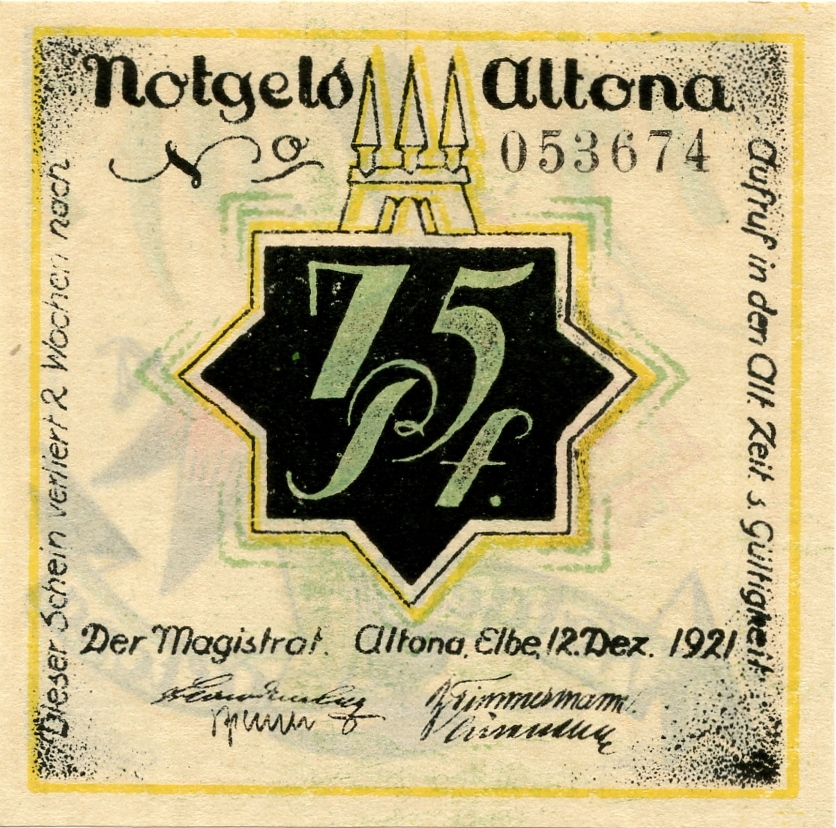 Notgeld Altona
No 053674
75
Pf.
Dieser Schein verliert 2 Wochen nach
Aufruf in den Alt. Zeit. s. Gültigkeit.
Der Magistrat. Altona, Elbe, 12. Dez. 1921